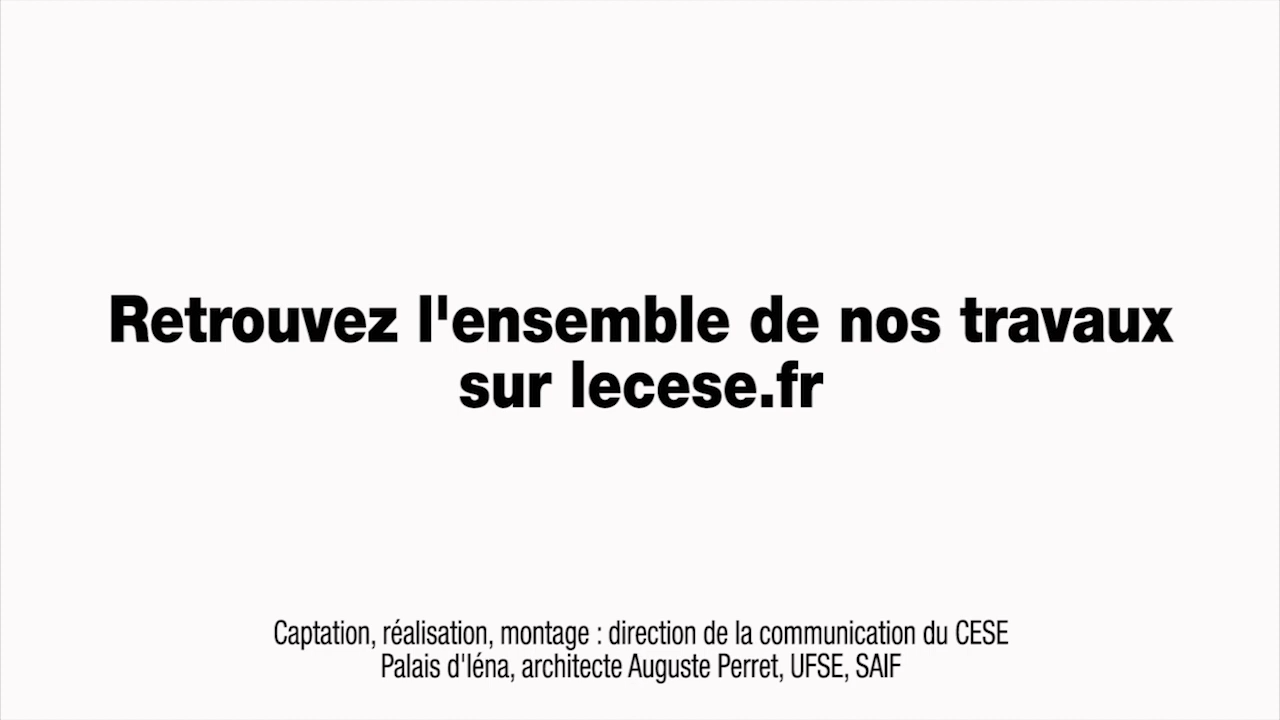 Retrouvez l'ensemble de nos travaux
sur lecese.fr
Captation, réalisation, montage : direction de la communication du CESE
Palais d'Iéna, architecte Auguste Perret, UFSE, SAIF